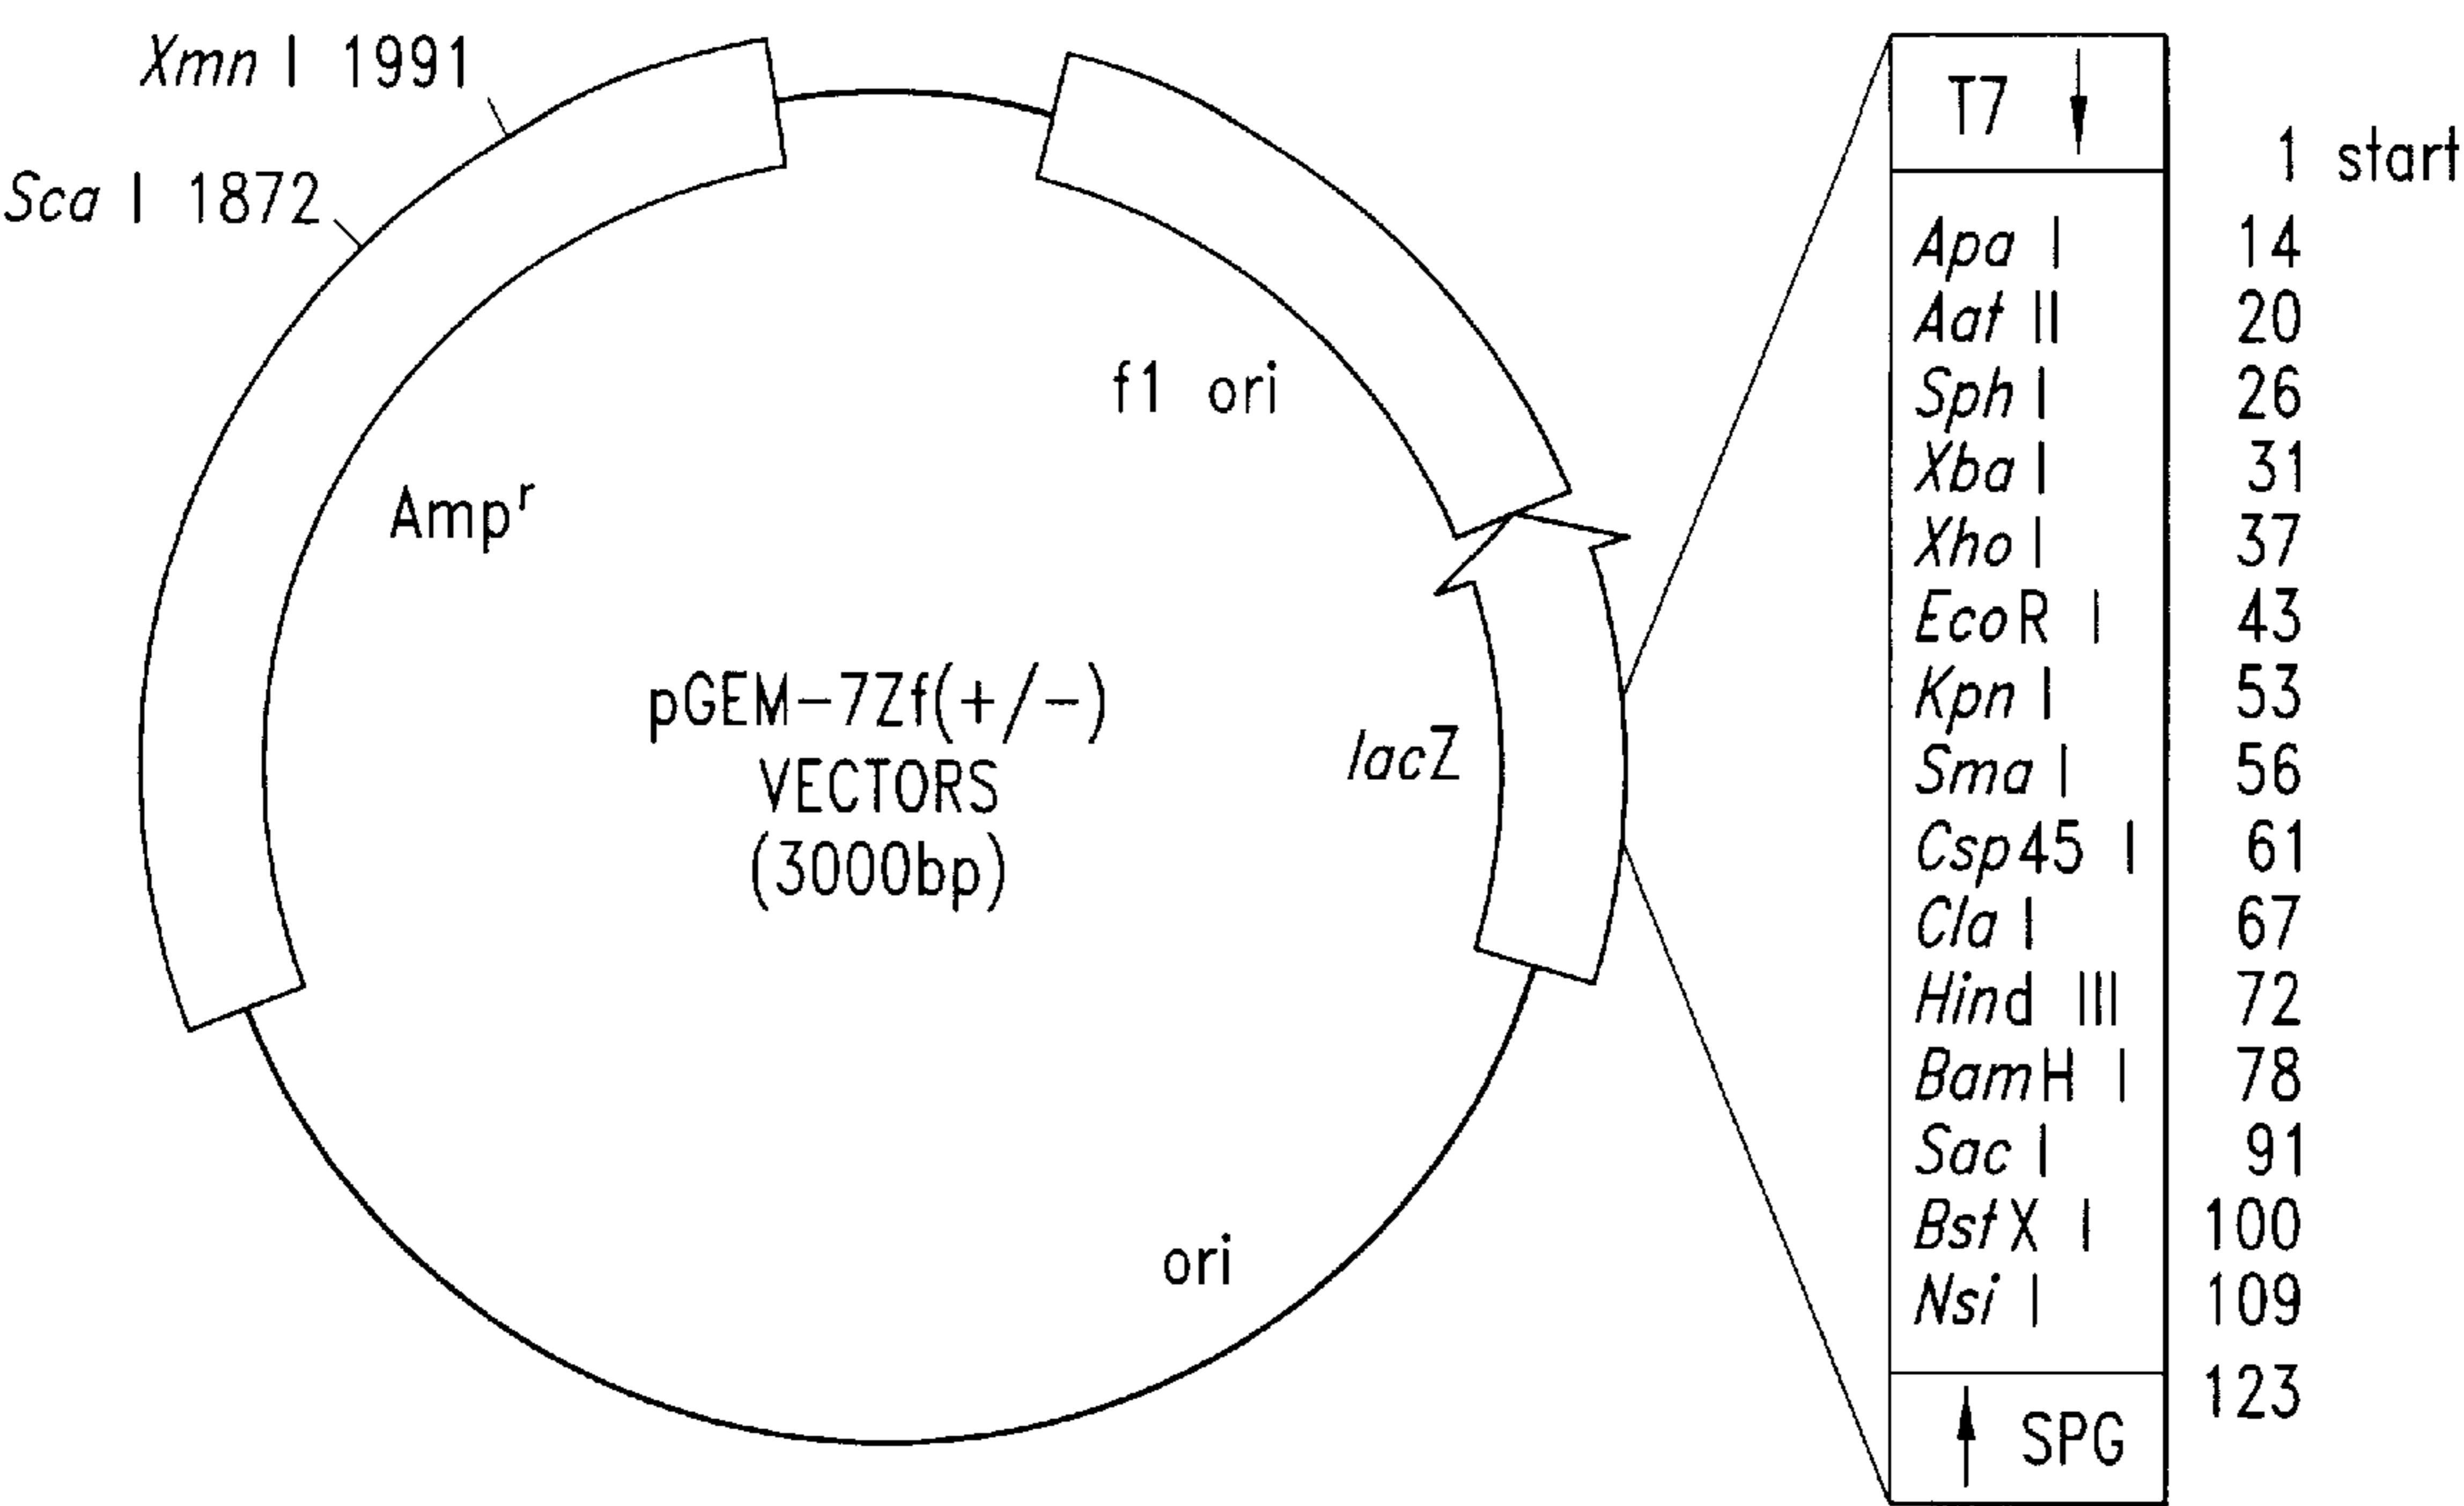 Xmn I 1991
Sca I 1872
f1 ori
Ampʳ
pGEM-7Zf(+/-)
VECTORS
(3000bp)
lacZ
ori
T7
1 start
Apa I 14
Aat II 20
Sph I 26
Xba I 31
Xho I 37
EcoR I 43
Kpn I 53
Sma I 56
Csp45 I 61
Cla I 67
Hind III 72
BamH I 78
Sac I 91
BstX I 100
Nsi I 109
123
SPG